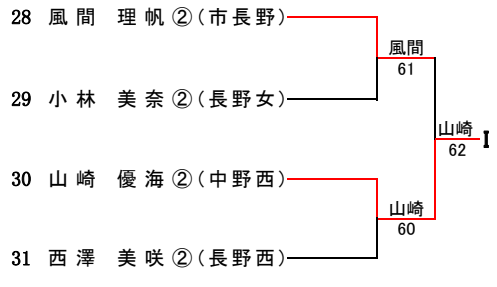 28 風間 理帆②(市長野)
風間
61
29 小林 美奈②(長野女)
山崎
62
30 山崎 優海②(中野西)
山崎
60
31 西澤 美咲②(長野西)